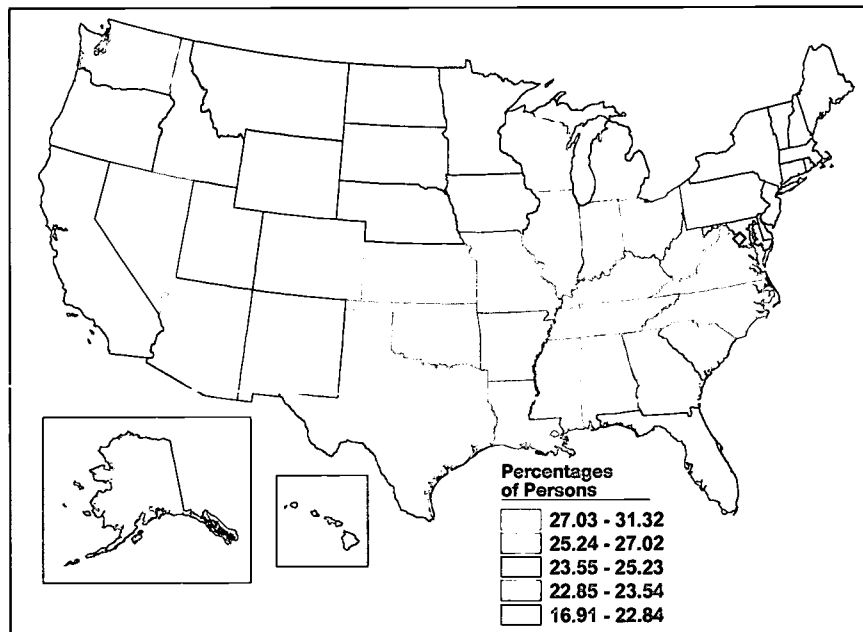 Percentages
of Persons
27.03 - 31.32
25.24 - 27.02
23.55 - 25.23
22.85 - 23.54
16.91 - 22.84